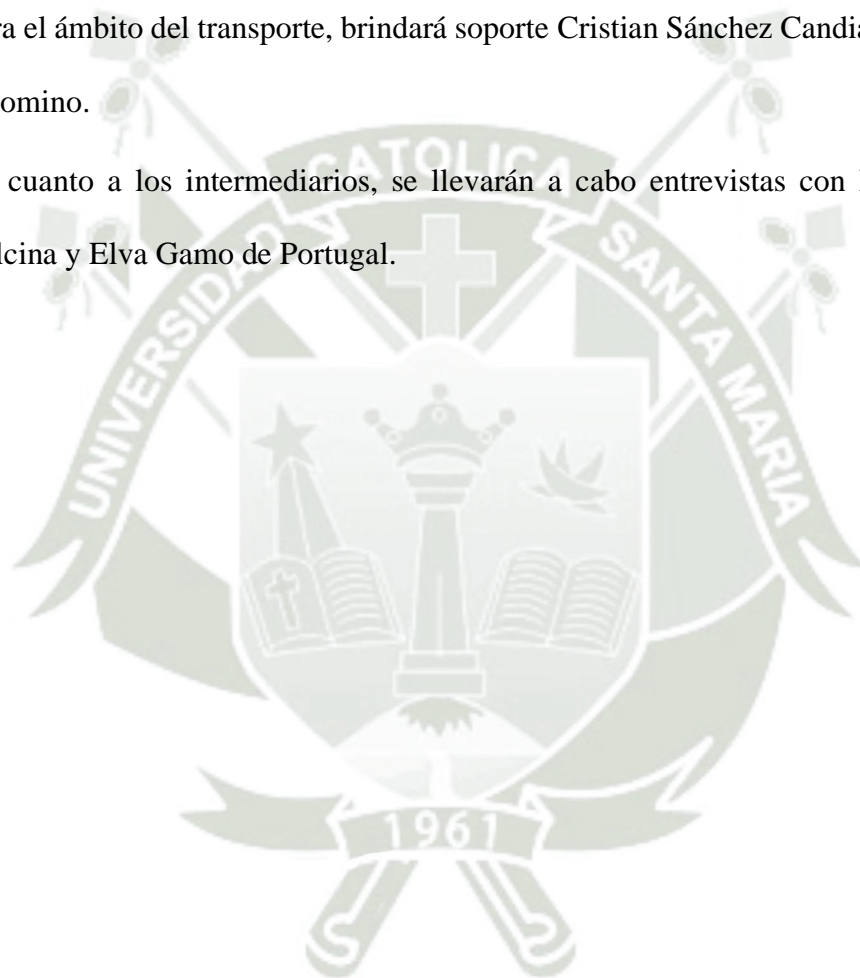 ra el ámbito del transporte, brindará soporte Cristian Sánchez Candia
omino.
cuanto a los intermediarios, se llevarán a cabo entrevistas con
lcina y Elva Gamo de Portugal.
UNIVERSIDAD CATOLICA SANTA MARIA
1961